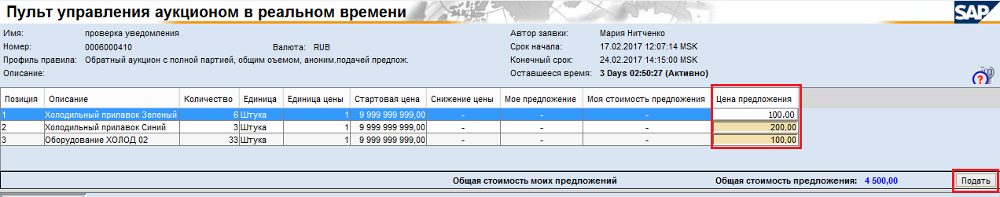 Пульт управления аукционом в реальном времени
SAP
Имя: проверка уведомления Автор заявки: Мария Нитченко
Номер: 0006000410 Валюта: RUB Срок начала: 17.02.2017 12:07:14 MSK
Профиль правила: Обратный аукцион с полной партией, общим оъемом, аноним.подачей предлож. Конечный срок: 24.02.2017 14:15:00 MSK
Описание: Оставшееся время: 3 Days 02:50:27 (Активно)
?
Позиция Описание Количество Единица Единица цены Стартовая цена Снижение цены Мое предложение Моя стоимость предложения Цена предложения
1 Холодильный прилавок Зеленый 6 Штука 1 9 999 999 999,00 - - - 100.00
2 Холодильный прилавок Синий 3 Штука 1 9 999 999 999,00 - - - 200,00
3 Оборудование ХОЛОД 02 33 Штука 1 9 999 999 999,00 - - - 100,00
Общая стоимость моих предложений Общая стоимость предложения: 4 500,00 Подать